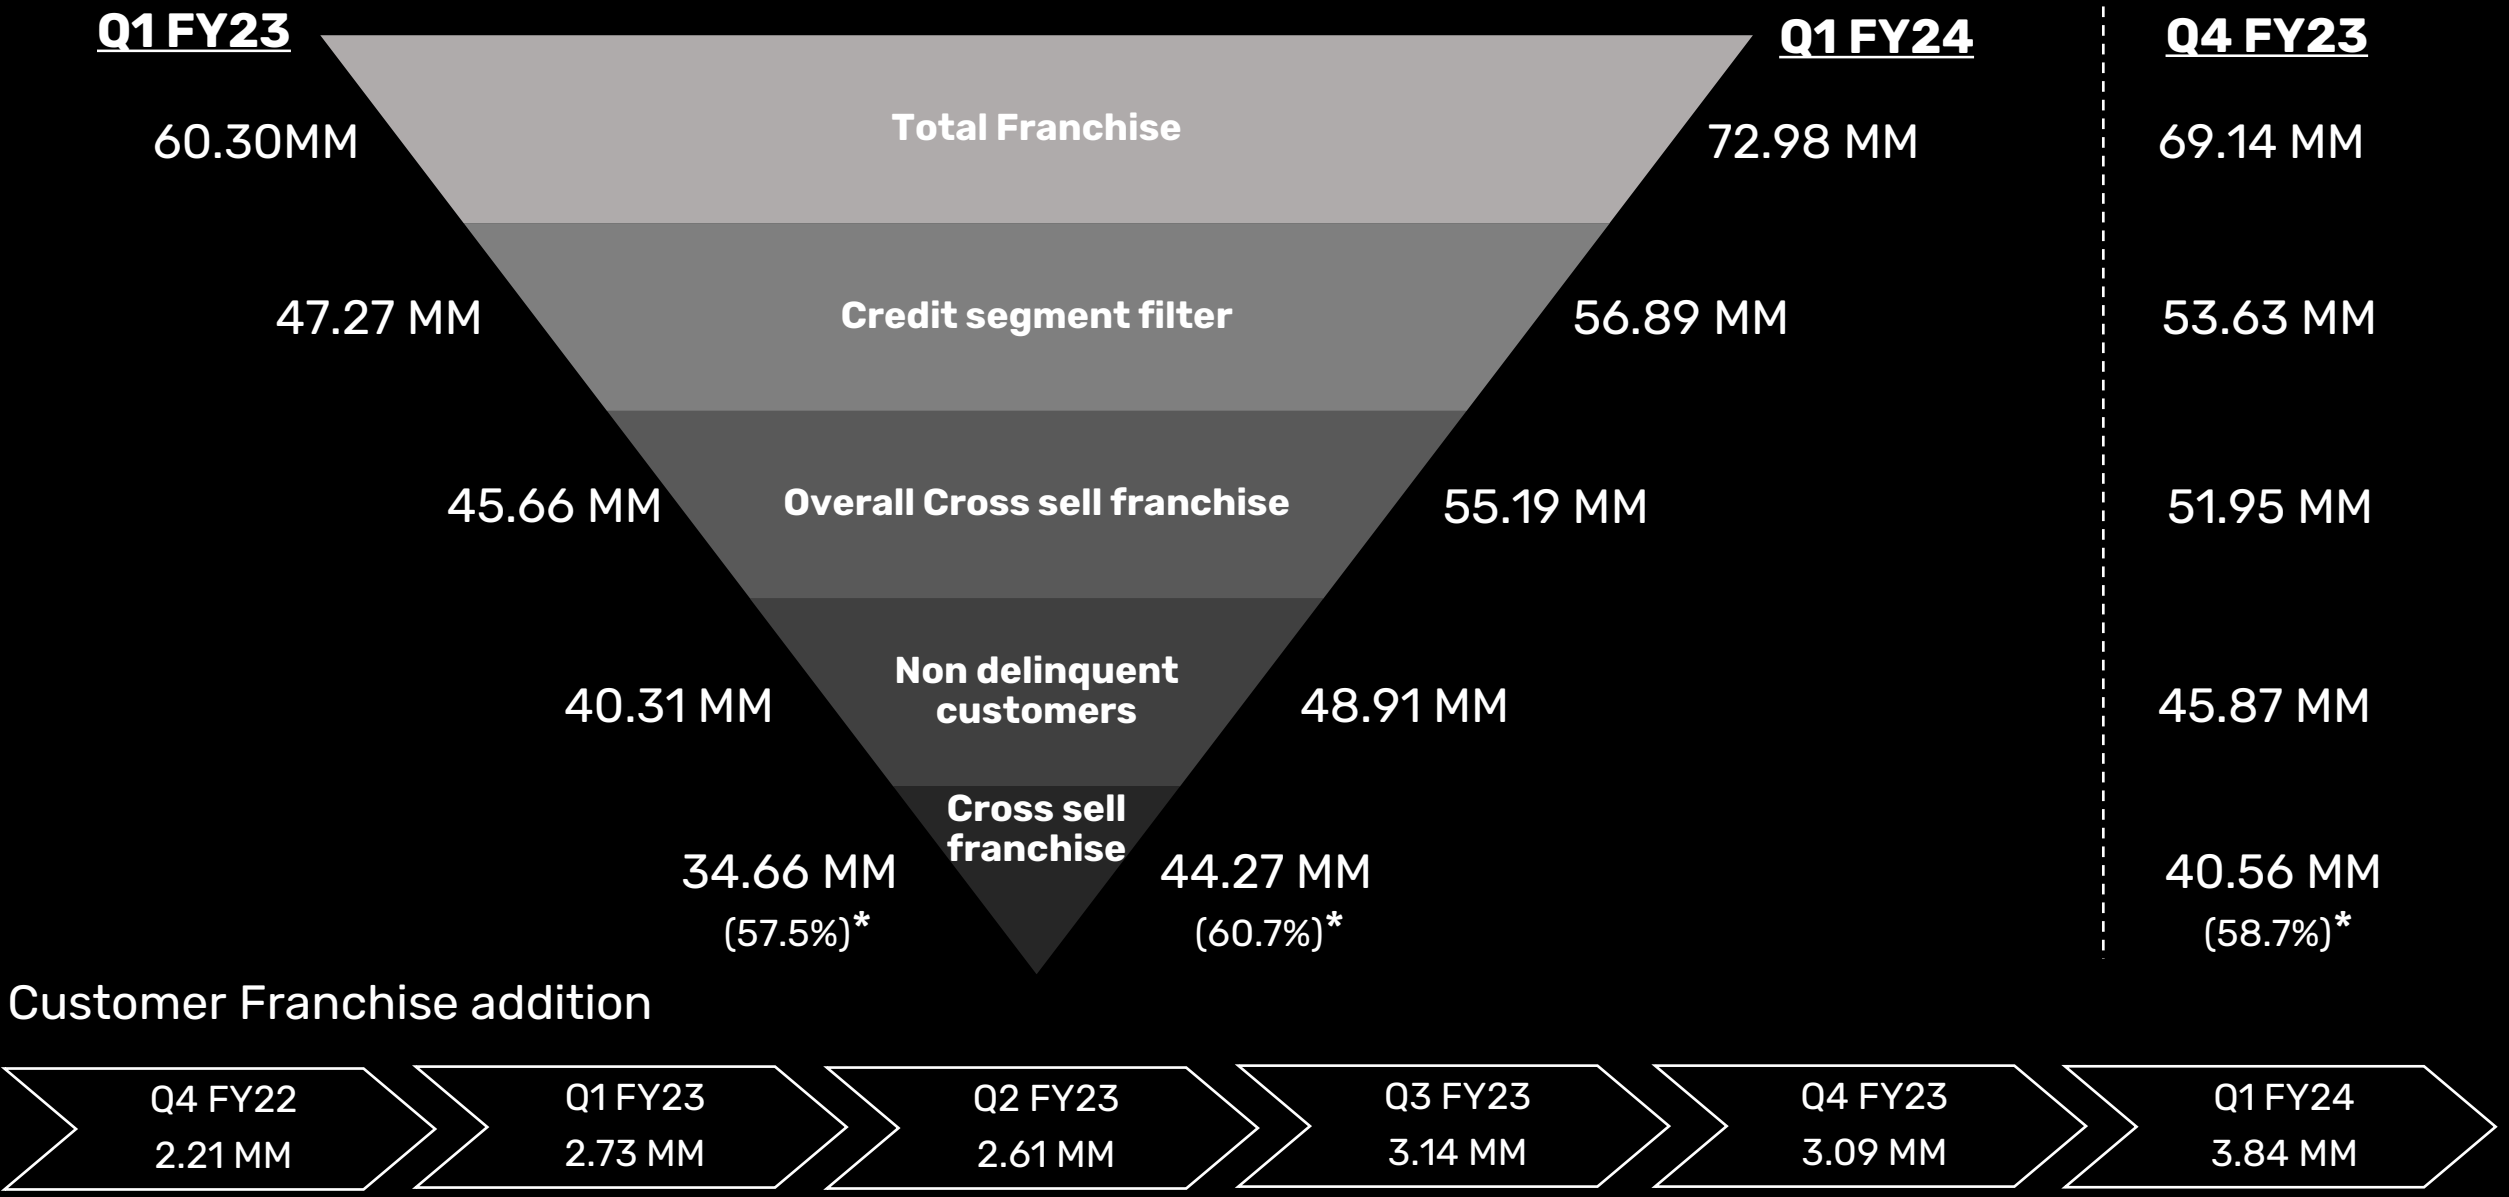 Q1 FY23
Q1 FY24
Q4 FY23
60.30MM
Total Franchise
72.98 MM
69.14 MM
47.27 MM
Credit segment filter
56.89 MM
53.63 MM
45.66 MM
Overall Cross sell franchise
55.19 MM
51.95 MM
40.31 MM
Non delinquent
customers
48.91 MM
45.87 MM
Cross sell
franchise
34.66 MM
(57.5%)*
44.27 MM
(60.7%)*
40.56 MM
(58.7%)*
Customer Franchise addition
Q4 FY22
2.21 MM
Q1 FY23
2.73 MM
Q2 FY23
2.61 MM
Q3 FY23
3.14 MM
Q4 FY23
3.09 MM
Q1 FY24
3.84 MM